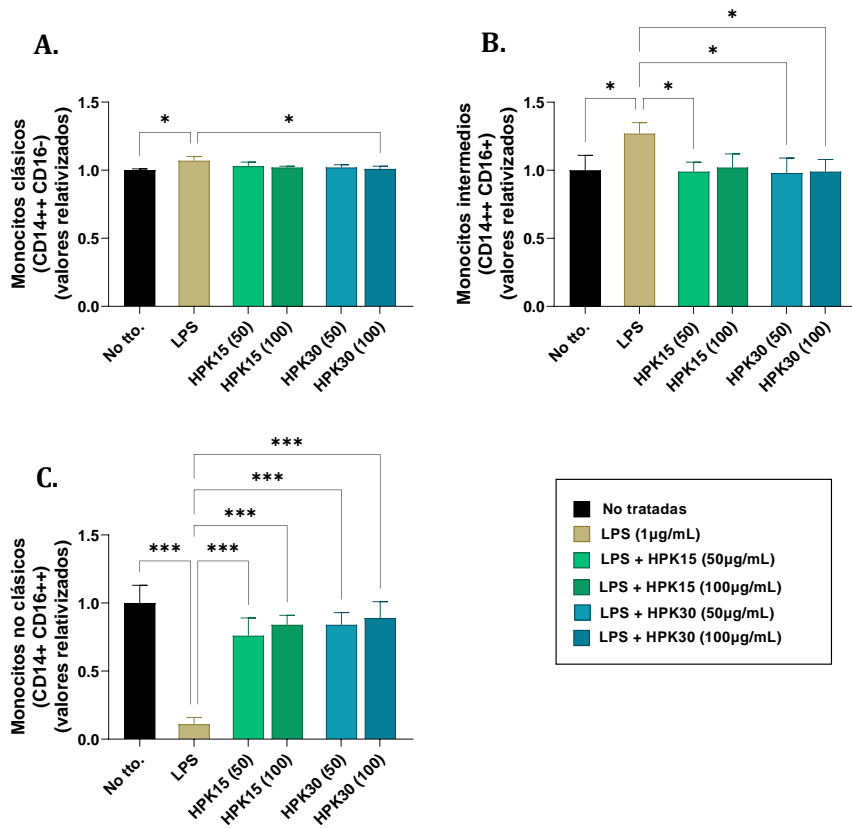 A.
Monocitos clásicos
(CD14++ CD16-)
(valores relativizados)
1.5
1.0
0.5
0.0
*
*
No tto.
LPS
HPK15 (50)
HPK15 (100)
HPK30 (50)
HPK30 (100)
B.
Monocitos intermedios
(CD14++ CD16+)
(valores relativizados)
1.5
1.0
0.5
0.0
*
*
*
*
No tto.
LPS
HPK15 (50)
HPK15 (100)
HPK30 (50)
HPK30 (100)
C.
Monocitos no clásicos
(CD14+ CD16++)
(valores relativizados)
1.5
1.0
0.5
0.0
***
***
***
***
***
No tto.
LPS
HPK15 (50)
HPK15 (100)
HPK30 (50)
HPK30 (100)
No tratadas
LPS (1µg/mL)
LPS + HPK15 (50µg/mL)
LPS + HPK15 (100µg/mL)
LPS + HPK30 (50µg/mL)
LPS + HPK30 (100µg/mL)